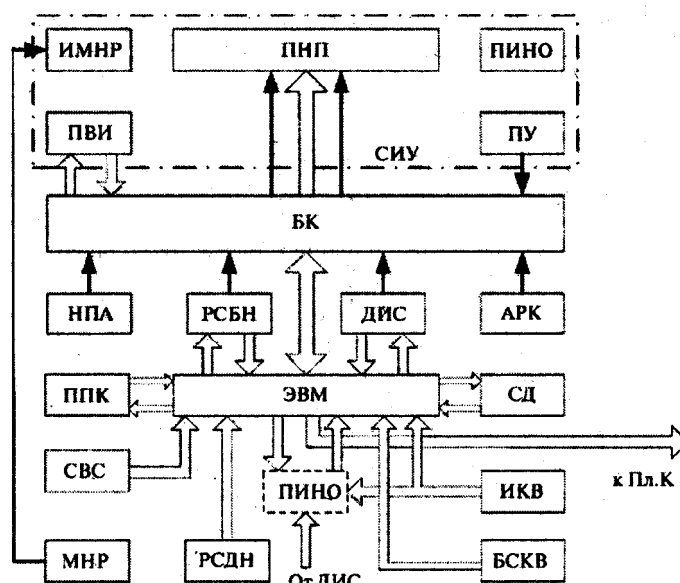 ИМНР ПНП ПИНО
ПВИ ПУ
СИУ
БК
НПА РСБН ДИС АРК
ППК ЭВМ СД
СВС ПИНО ИКВ к Пл.К
МНР РСДН БСКВ
От ДИС